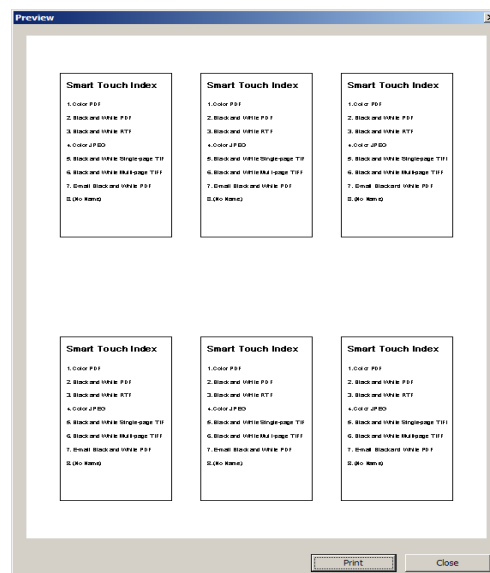 Preview
Smart Touch Index
1. Color PDF
2. Black and White PDF
3. Black and White RTF
4. Color JPEG
5. Black and White Single-page TIF
6. Black and White Multi-page TIFF
7. E-mail Black and White PDF
8. (No Name)
Smart Touch Index
1. Color PDF
2. Black and White PDF
3. Black and White RTF
4. Color JPEG
5. Black and White Single-page TIF
6. Black and White Multi-page TIFF
7. E-mail Black and White PDF
8. (No Name)
Smart Touch Index
1. Color PDF
2. Black and White PDF
3. Black and White RTF
4. Color JPEG
5. Black and White Single-page TIF
6. Black and White Multi-page TIFF
7. E-mail Black and White PDF
8. (No Name)
Smart Touch Index
1. Color PDF
2. Black and White PDF
3. Black and White RTF
4. Color JPEG
5. Black and White Single-page TIF
6. Black and White Multi-page TIFF
7. E-mail Black and White PDF
8. (No Name)
Smart Touch Index
1. Color PDF
2. Black and White PDF
3. Black and White RTF
4. Color JPEG
5. Black and White Single-page TIF
6. Black and White Multi-page TIFF
7. E-mail Black and White PDF
8. (No Name)
Smart Touch Index
1. Color PDF
2. Black and White PDF
3. Black and White RTF
4. Color JPEG
5. Black and White Single-page TIF
6. Black and White Multi-page TIFF
7. E-mail Black and White PDF
8. (No Name)
Print Close